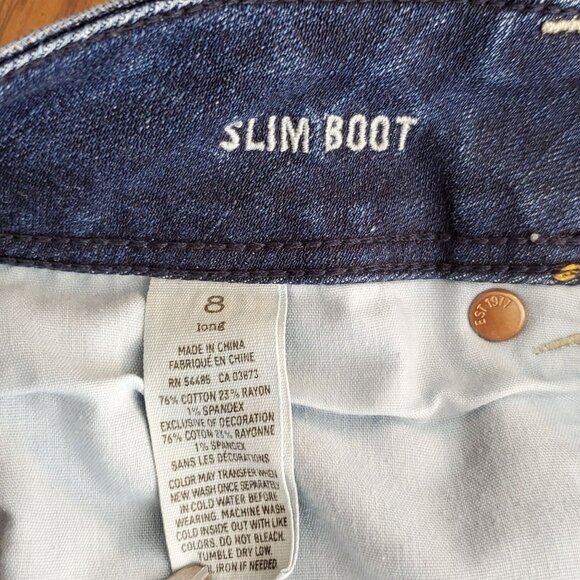 SLIM BOOT
EST 1977
8
long
MADE IN CHINA
FABRIQUÉ EN CHINE
RN 54485 CA 03873
76% COTTON 23% RAYON
1% SPANDEX
EXCLUSIVE OF DECORATION
76% COTON 23% RAYONNE
1% SPANDEX
SANS LES DÉCORATIONS
COLOR MAY TRANSFER WHEN
NEW WASH ONCE SEPARATELY
IN COLD WATER BEFORE
WEARING. MACHINE WASH
COLD INSIDE OUT WITH LIKE
COLORS. DO NOT BLEACH.
TUMBLE DRY LOW.
IRON IF NEEDED